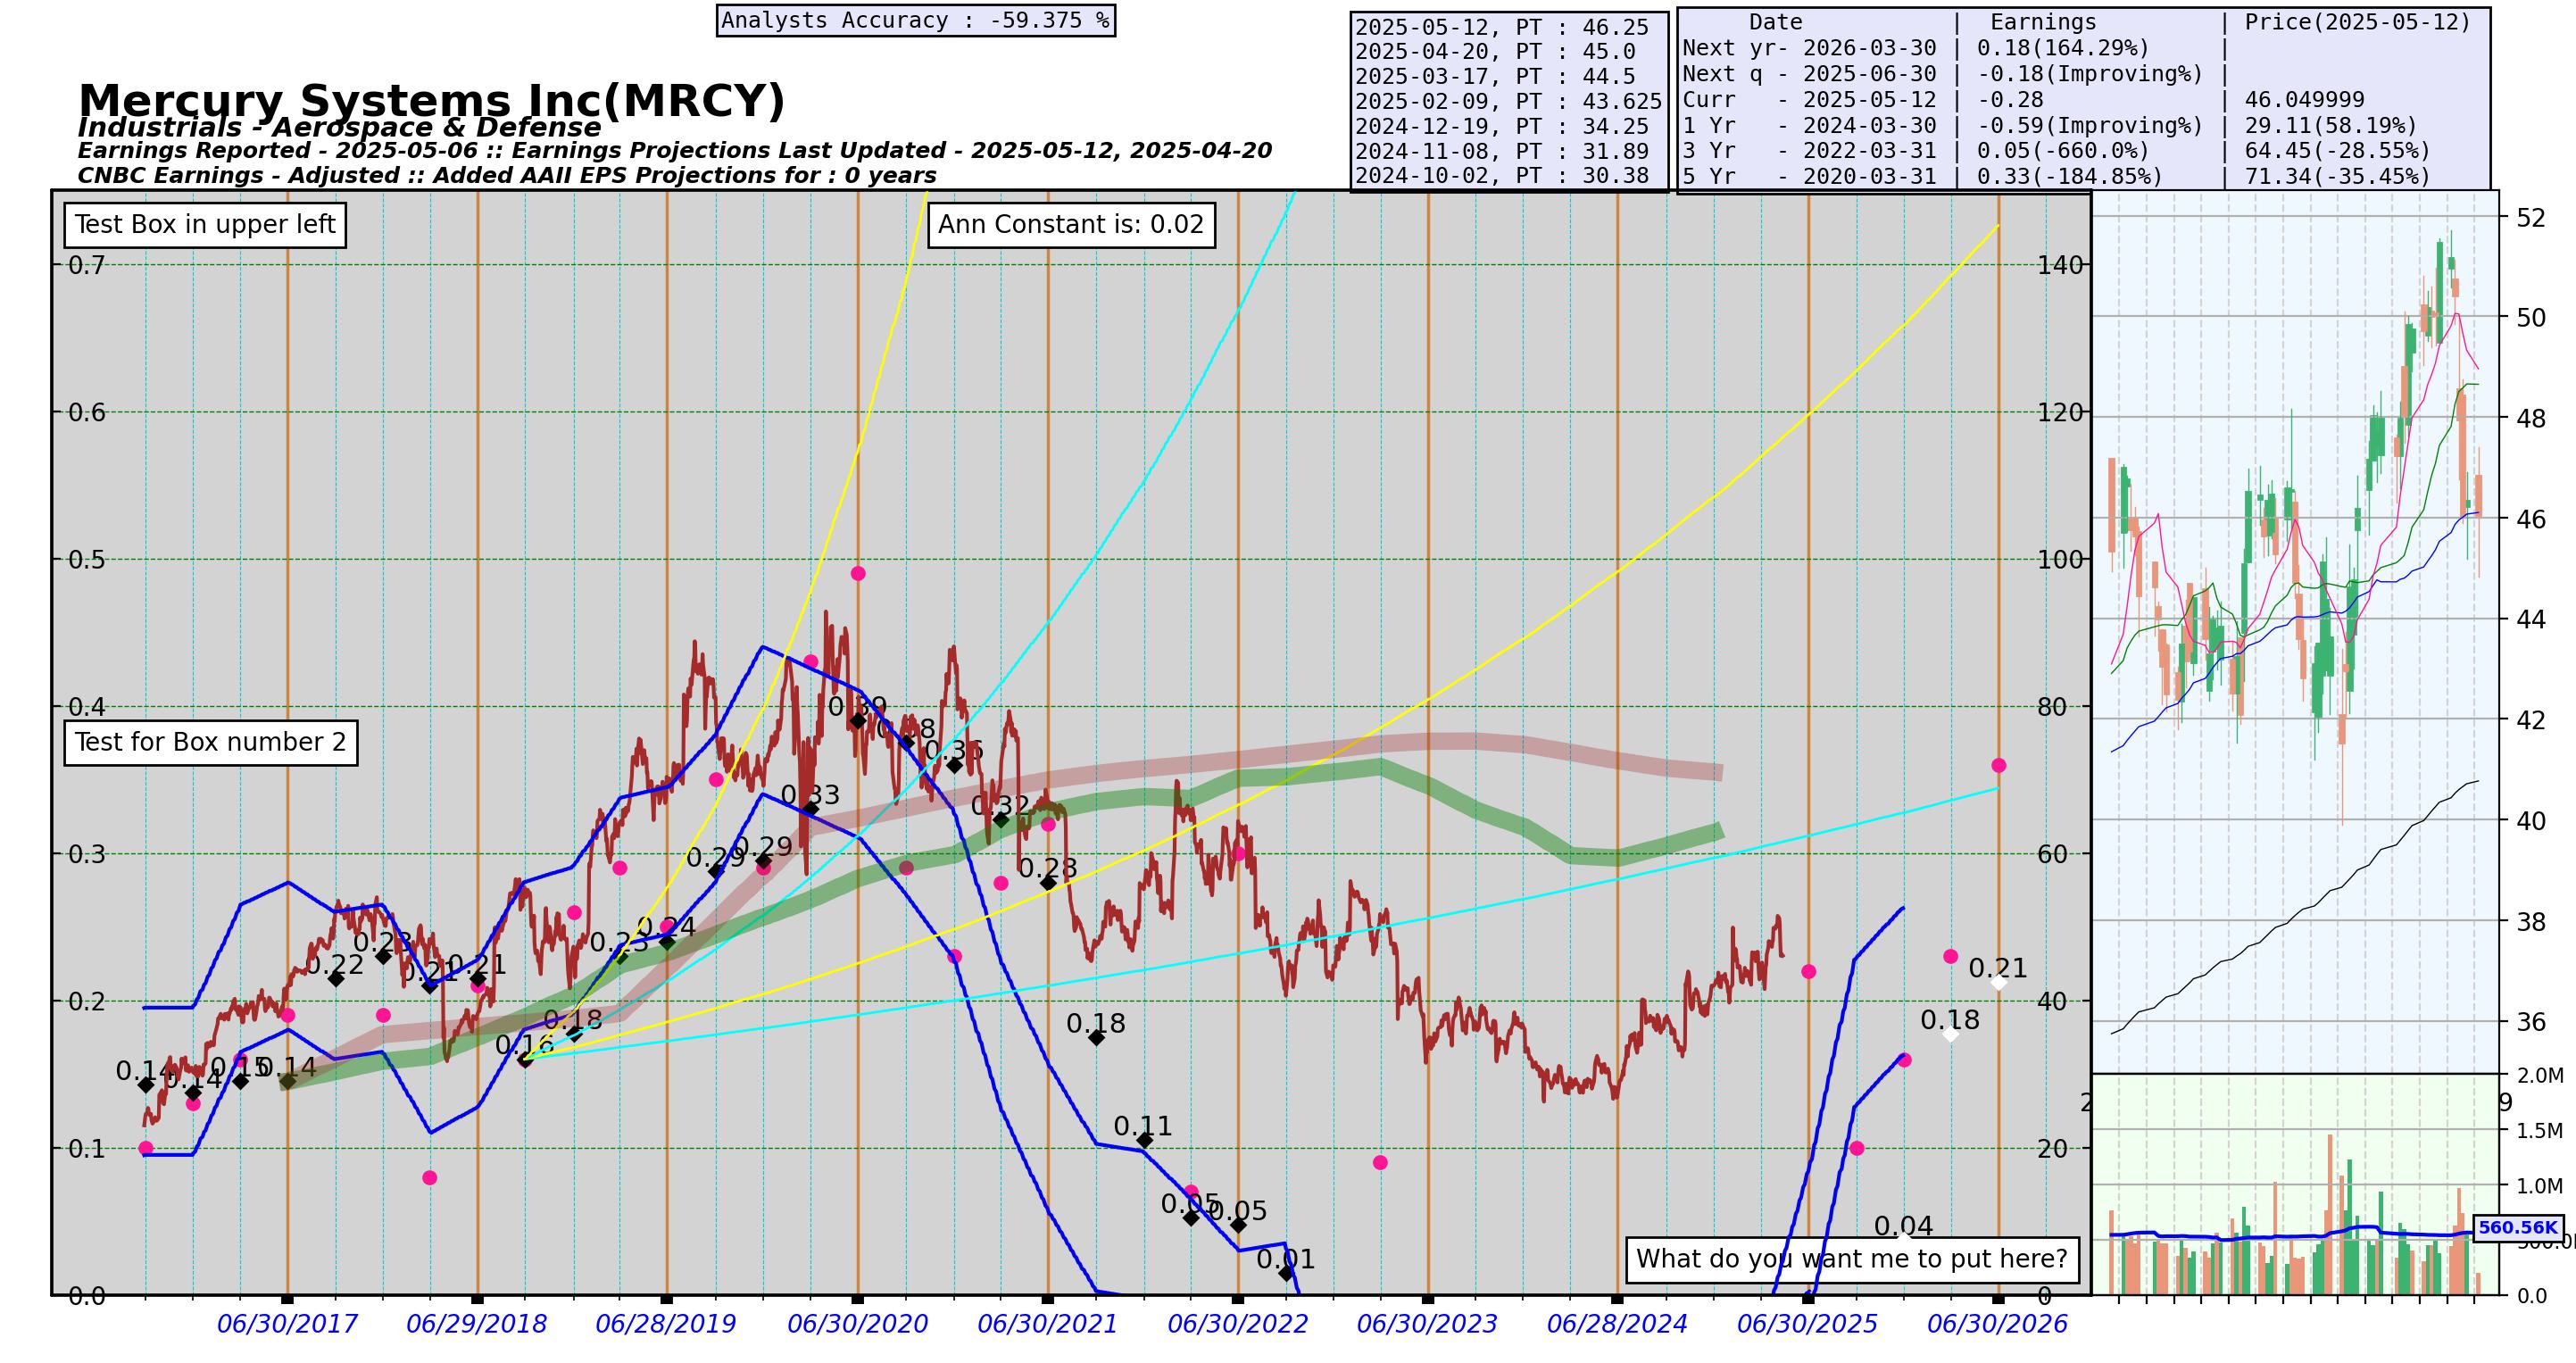 Analysts Accuracy : -59.375 %
2025-05-12, PT : 46.25
2025-04-20, PT : 45.0
2025-03-17, PT : 44.5
2025-02-09, PT : 43.625
2024-12-19, PT : 34.25
2024-11-08, PT : 31.89
2024-10-02, PT : 30.38
Date | Earnings | Price(2025-05-12)
Next yr- 2026-03-30 | 0.18(164.29%) |
Next q - 2025-06-30 | -0.18(Improving%) |
Curr - 2025-05-12 | -0.28 | 46.049999
1 Yr - 2024-03-30 | -0.59(Improving%) | 29.11(58.19%)
3 Yr - 2022-03-31 | 0.05(-660.0%) | 64.45(-28.55%)
5 Yr - 2020-03-31 | 0.33(-184.85%) | 71.34(-35.45%)
Mercury Systems Inc(MRCY)
Industrials - Aerospace & Defense
Earnings Reported - 2025-05-06 :: Earnings Projections Last Updated - 2025-05-12, 2025-04-20
CNBC Earnings - Adjusted :: Added AAII EPS Projections for : 0 years
Test Box in upper left
Ann Constant is: 0.02
Test for Box number 2
What do you want me to put here?
0.7
0.6
0.5
0.4
0.3
0.2
0.1
0.0
140
120
100
80
60
40
20
0
0.14
0.14
0.15
0.14
0.22
0.23
0.21
0.21
0.16
0.18
0.23
0.24
0.29
0.29
0.33
0.39
0.38
0.36
0.32
0.28
0.18
0.11
0.05
0.05
0.01
0.04
0.18
0.21
06/30/2017
06/29/2018
06/28/2019
06/30/2020
06/30/2021
06/30/2022
06/30/2023
06/28/2024
06/30/2025
06/30/2026
52
50
48
46
44
42
40
38
36
2.0M
1.5M
1.0M
0.0
560.56K